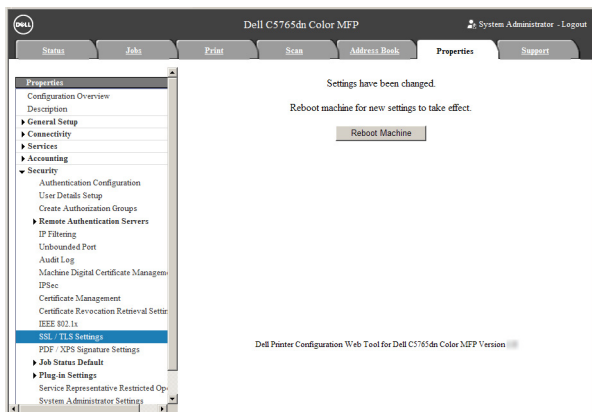 DELL
Dell C5765dn Color MFP
System Administrator - Logout
Status
Jobs
Print
Scan
Address Book
Properties
Support
Properties
Configuration Overview
Description
General Setup
Connectivity
Services
Accounting
Security
Authentication Configuration
User Details Setup
Create Authorization Groups
Remote Authentication Servers
IP Filtering
Unbounded Port
Audit Log
Machine Digital Certificate Managem
IPSec
Certificate Management
Certificate Revocation Retrieval Settin
IEEE 802.1x
SSL / TLS Settings
PDF / XPS Signature Settings
Job Status Default
Plug-in Settings
Service Representative Restricted Ope
System Administrator Settings
Settings have been changed.
Reboot machine for new settings to take effect.
Reboot Machine
Dell Printer Configuration Web Tool for Dell C5765dn Color MFP Version